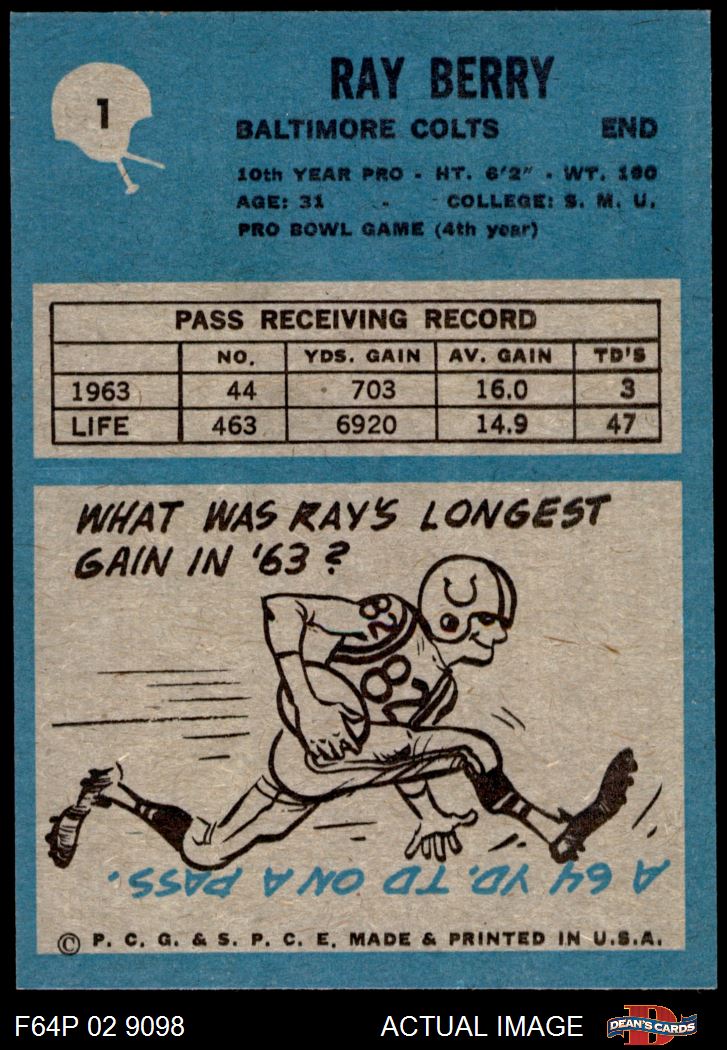 1
RAY BERRY
BALTIMORE COLTS END
10th YEAR PRO - HT. 6'2" - WT. 190
AGE: 31 - COLLEGE: S. M. U.
PRO BOWL GAME (4th year)
PASS RECEIVING RECORD
NO. YDS. GAIN AV. GAIN TD'S
1963 44 703 16.0 3
LIFE 463 6920 14.9 47
WHAT WAS RAY'S LONGEST
GAIN IN '63?
82
82
A 64 YD. TD ON A PASS.
© P. C. G. & S. P. C. E. MADE & PRINTED IN U.S.A.
F64P 02 9098 ACTUAL IMAGE
D
DEAN'S CARDS